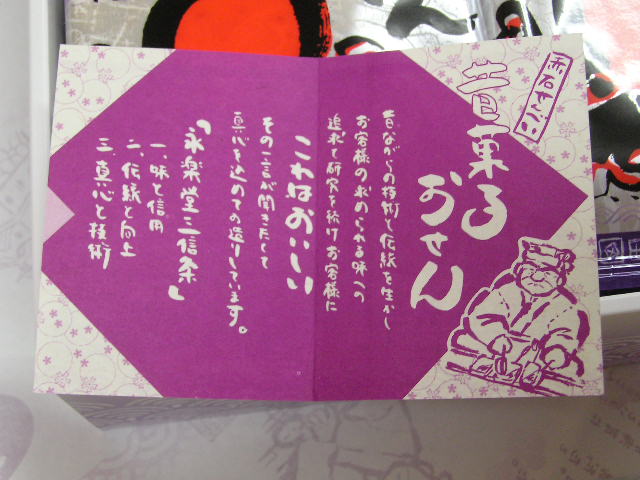 赤石せんべい
昔菓子
おせん
昔ながらの技術と伝統を生かし
お客様の求められる味への
追求と研究を続けお客様に
これはおいしい
その一言が聞きたくて
真心を込めての造りしています。
「永楽堂三信条」
一、味と信用
二、伝統と向上
三、真心と技術